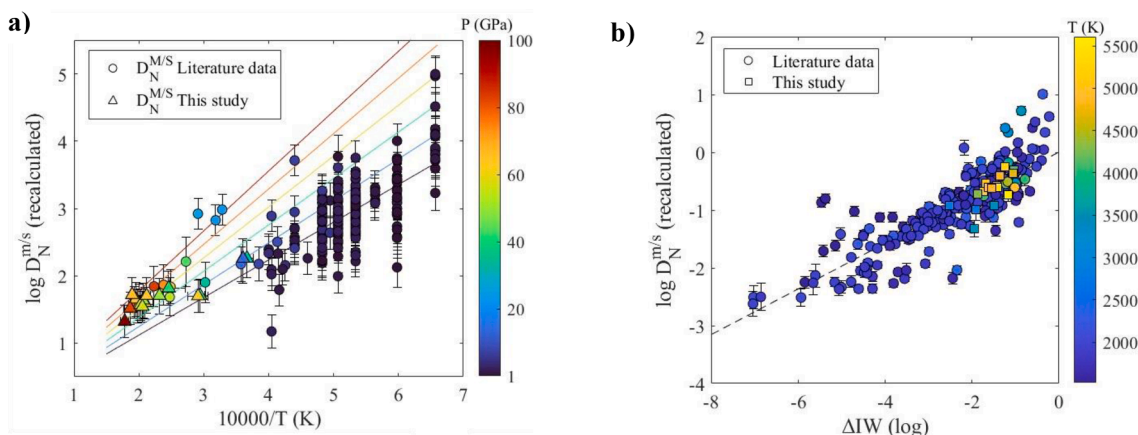 a)
P (GPa)
D_N^{M/S} Literature data
D_N^{M/S} This study
log D_N^{M/S} (recalculated)
5
4
3
2
1
1 2 3 4 5 6 7
10000/T (K)
100
80
60
40
20
1
b)
T (K)
Literature data
This study
log D_N^{m/s} (recalculated)
2
1
0
-1
-2
-3
-4
-8 -6 -4 -2 0
ΔIW (log)
5500
5000
4500
4000
3500
3000
2500
2000